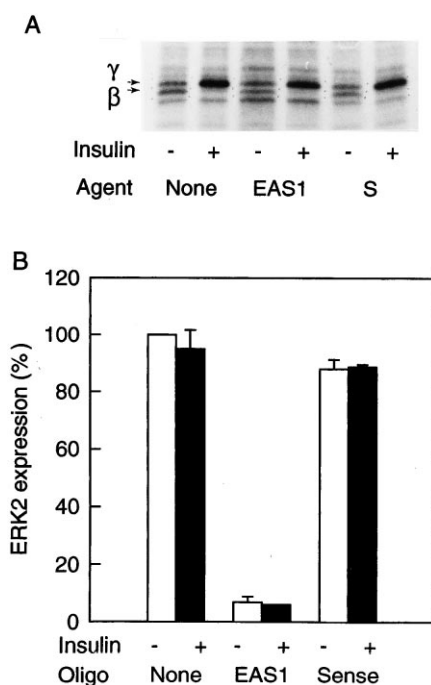 A
γ
β
Insulin - + - + - +
Agent None EAS1 S
B
120
100
80
60
40
20
0
ERK2 expression (%)
Insulin - + - + - +
Oligo None EAS1 Sense